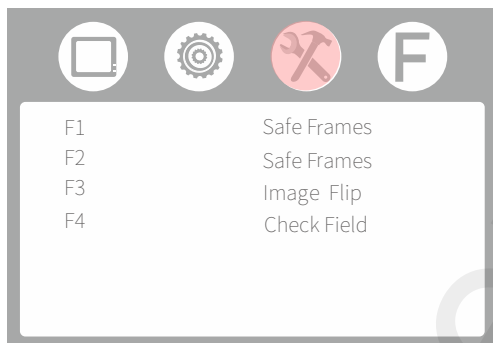 F
F1 Safe Frames
F2 Safe Frames
F3 Image Flip
F4 Check Field